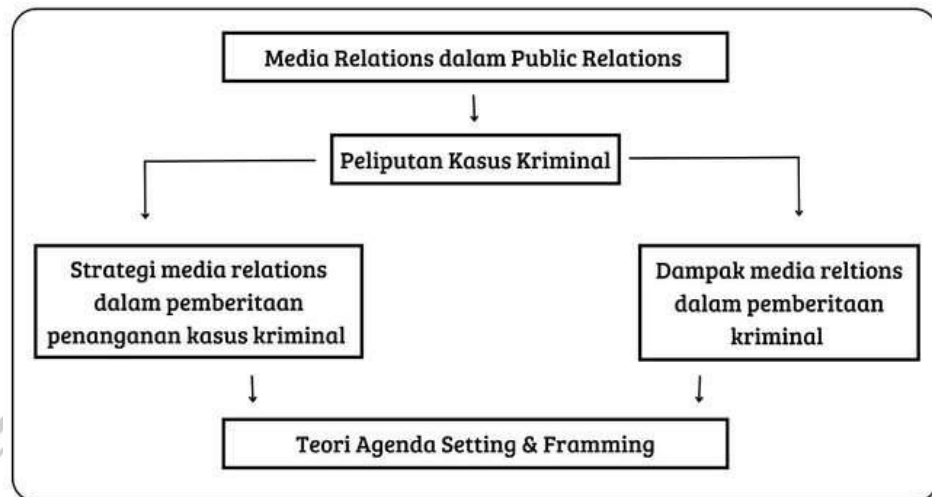 Media Relations dalam Public Relations
Peliputan Kasus Kriminal
Strategi media relations
dalam pemberitaan
penanganan kasus kriminal
Dampak media reltions
dalam pemberitaan
kriminal
Teori Agenda Setting & Framming